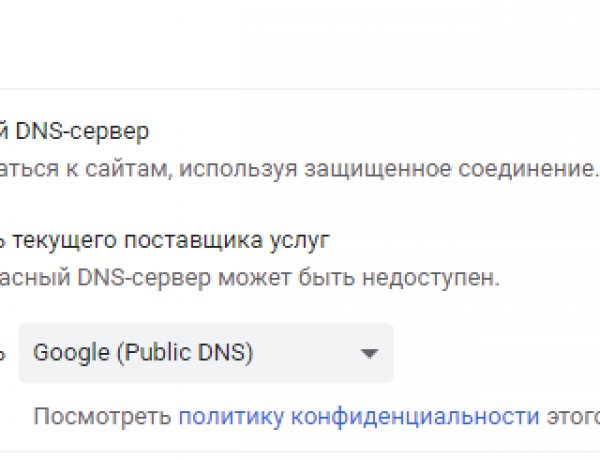 й DNS-сервер
аться к сайтам, используя защищенное соединение.
ь текущего поставщика услуг
асный DNS-сервер может быть недоступен.
ь Google (Public DNS)
Посмотреть политику конфиденциальности этого